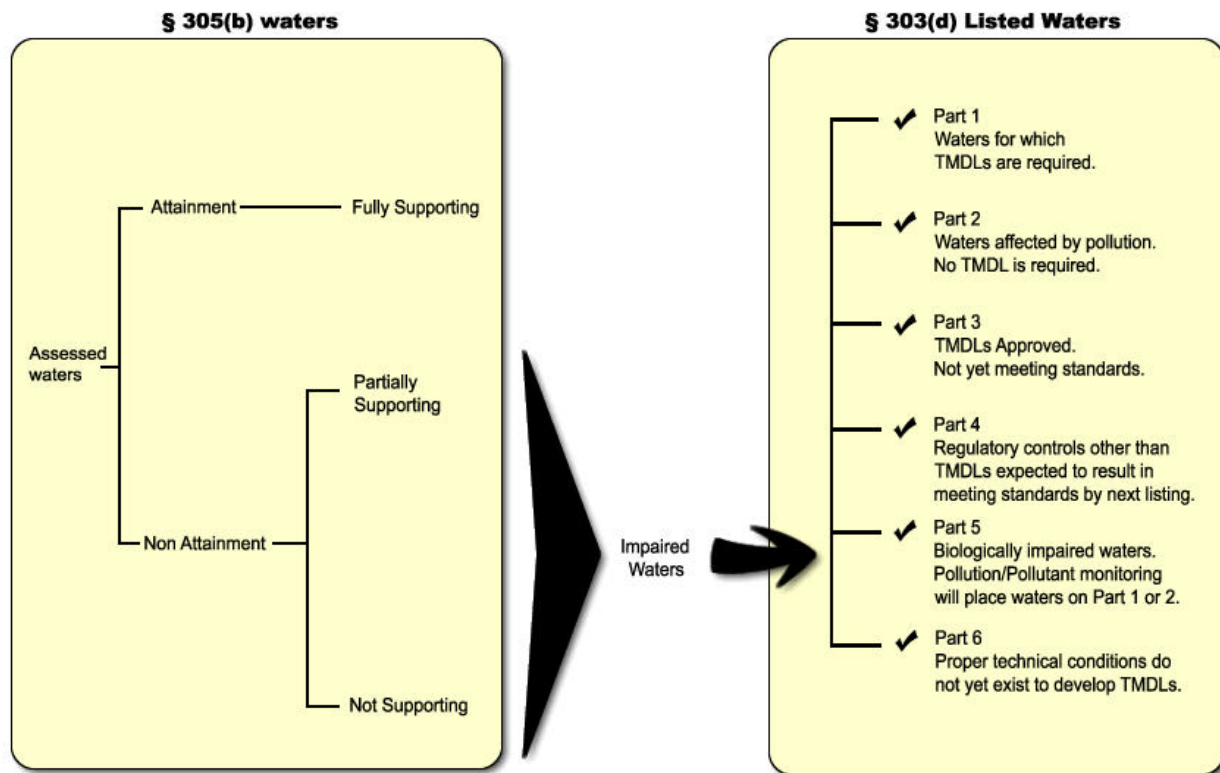 § 305(b) waters
Attainment
Fully Supporting
Assessed
waters
Partially
Supporting
Non Attainment
Not Supporting
Impaired
Waters
§ 303(d) Listed Waters
Part 1
Waters for which
TMDLs are required.
Part 2
Waters affected by pollution.
No TMDL is required.
Part 3
TMDLs Approved.
Not yet meeting standards.
Part 4
Regulatory controls other than
TMDLs expected to result in
meeting standards by next listing.
Part 5
Biologically impaired waters.
Pollution/Pollutant monitoring
will place waters on Part 1 or 2.
Part 6
Proper technical conditions do
not yet exist to develop TMDLs.